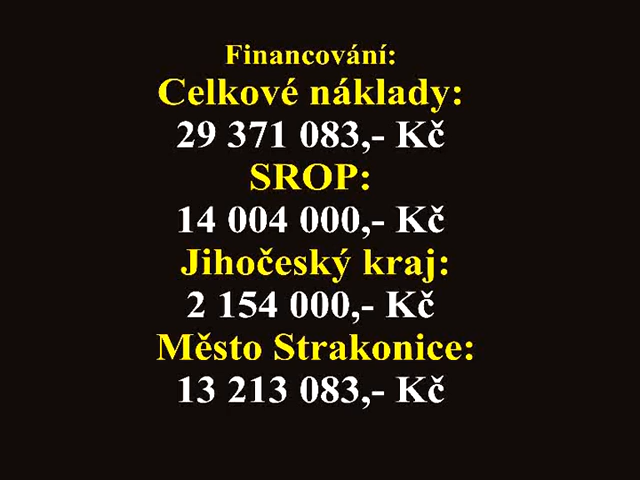 Financování:
Celkové náklady:
29 371 083,- Kč
SROP:
14 004 000,- Kč
Jihočeský kraj:
2 154 000,- Kč
Město Strakonice:
13 213 083,- Kč